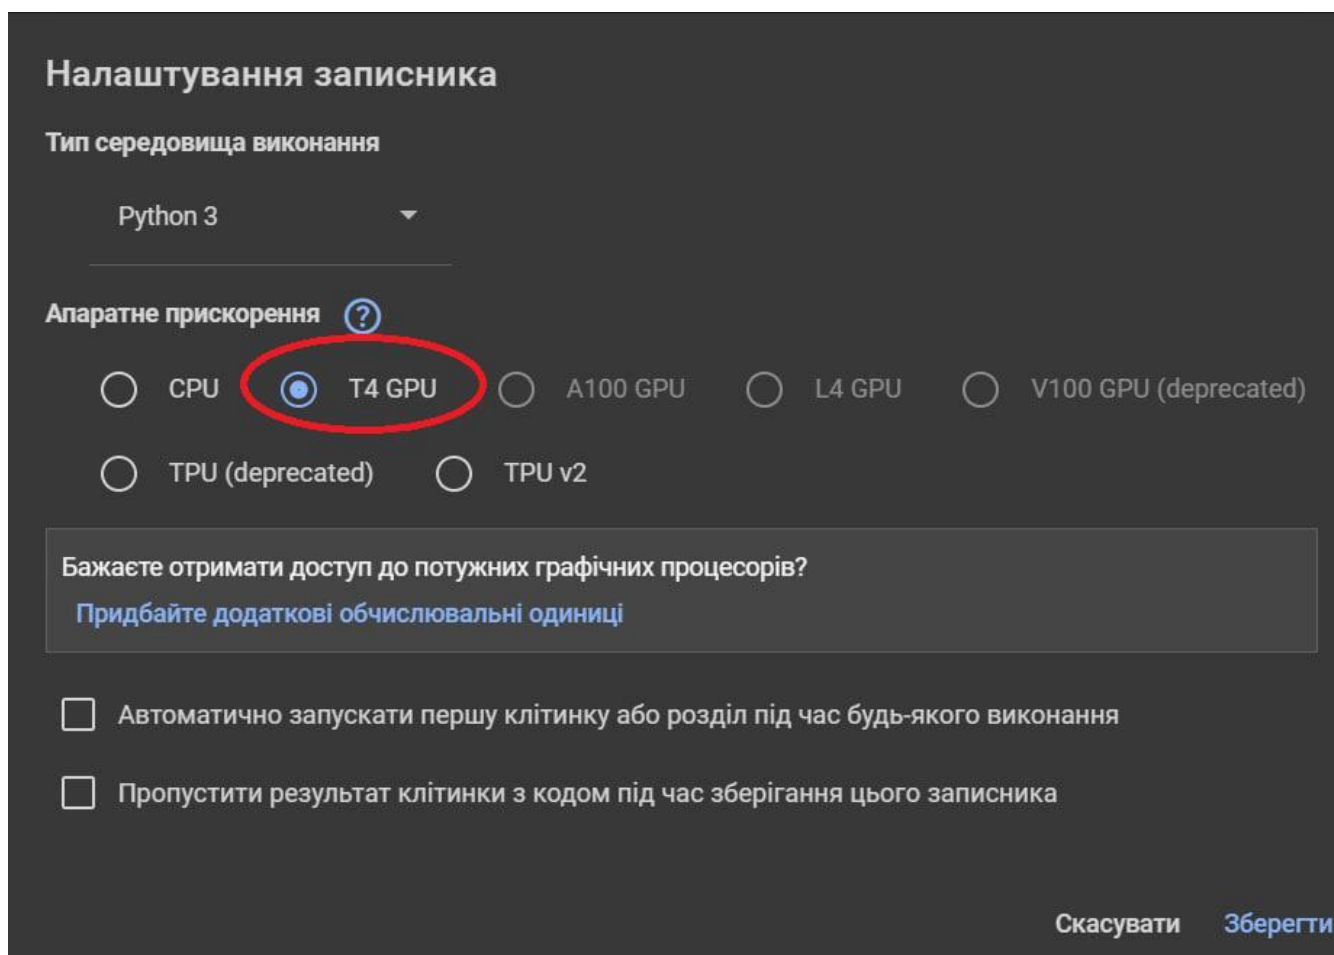 Налаштування записника
Тип середовища виконання
Python 3
Апаратне прискорення ?
CPU T4 GPU A100 GPU L4 GPU V100 GPU (deprecated)
TPU (deprecated) TPU v2
Бажаєте отримати доступ до потужних графічних процесорів?
Придбайте додаткові обчислювальні одиниці
Автоматично запускати першу клітинку або розділ під час будь-якого виконання
Пропустити результат клітинки з кодом під час зберігання цього записника
Скасувати Зберегти